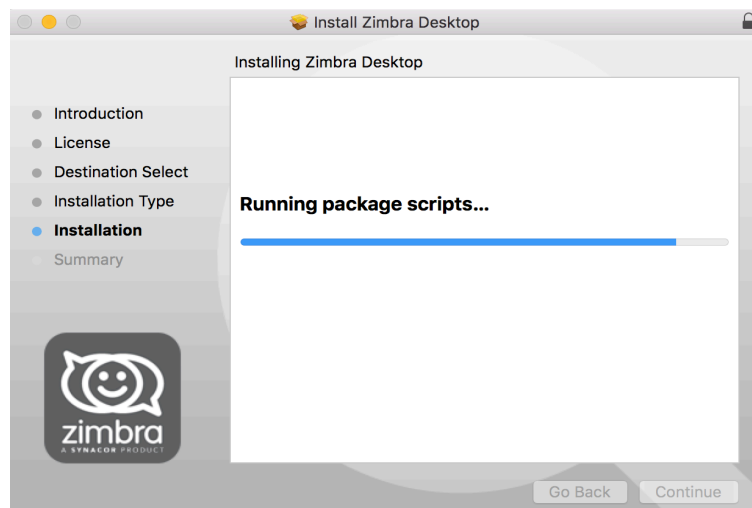 Install Zimbra Desktop
Installing Zimbra Desktop
Introduction
License
Destination Select
Installation Type
Installation
Summary
Running package scripts...
zimbra
A SYNACOR PRODUCT
Go Back
Continue